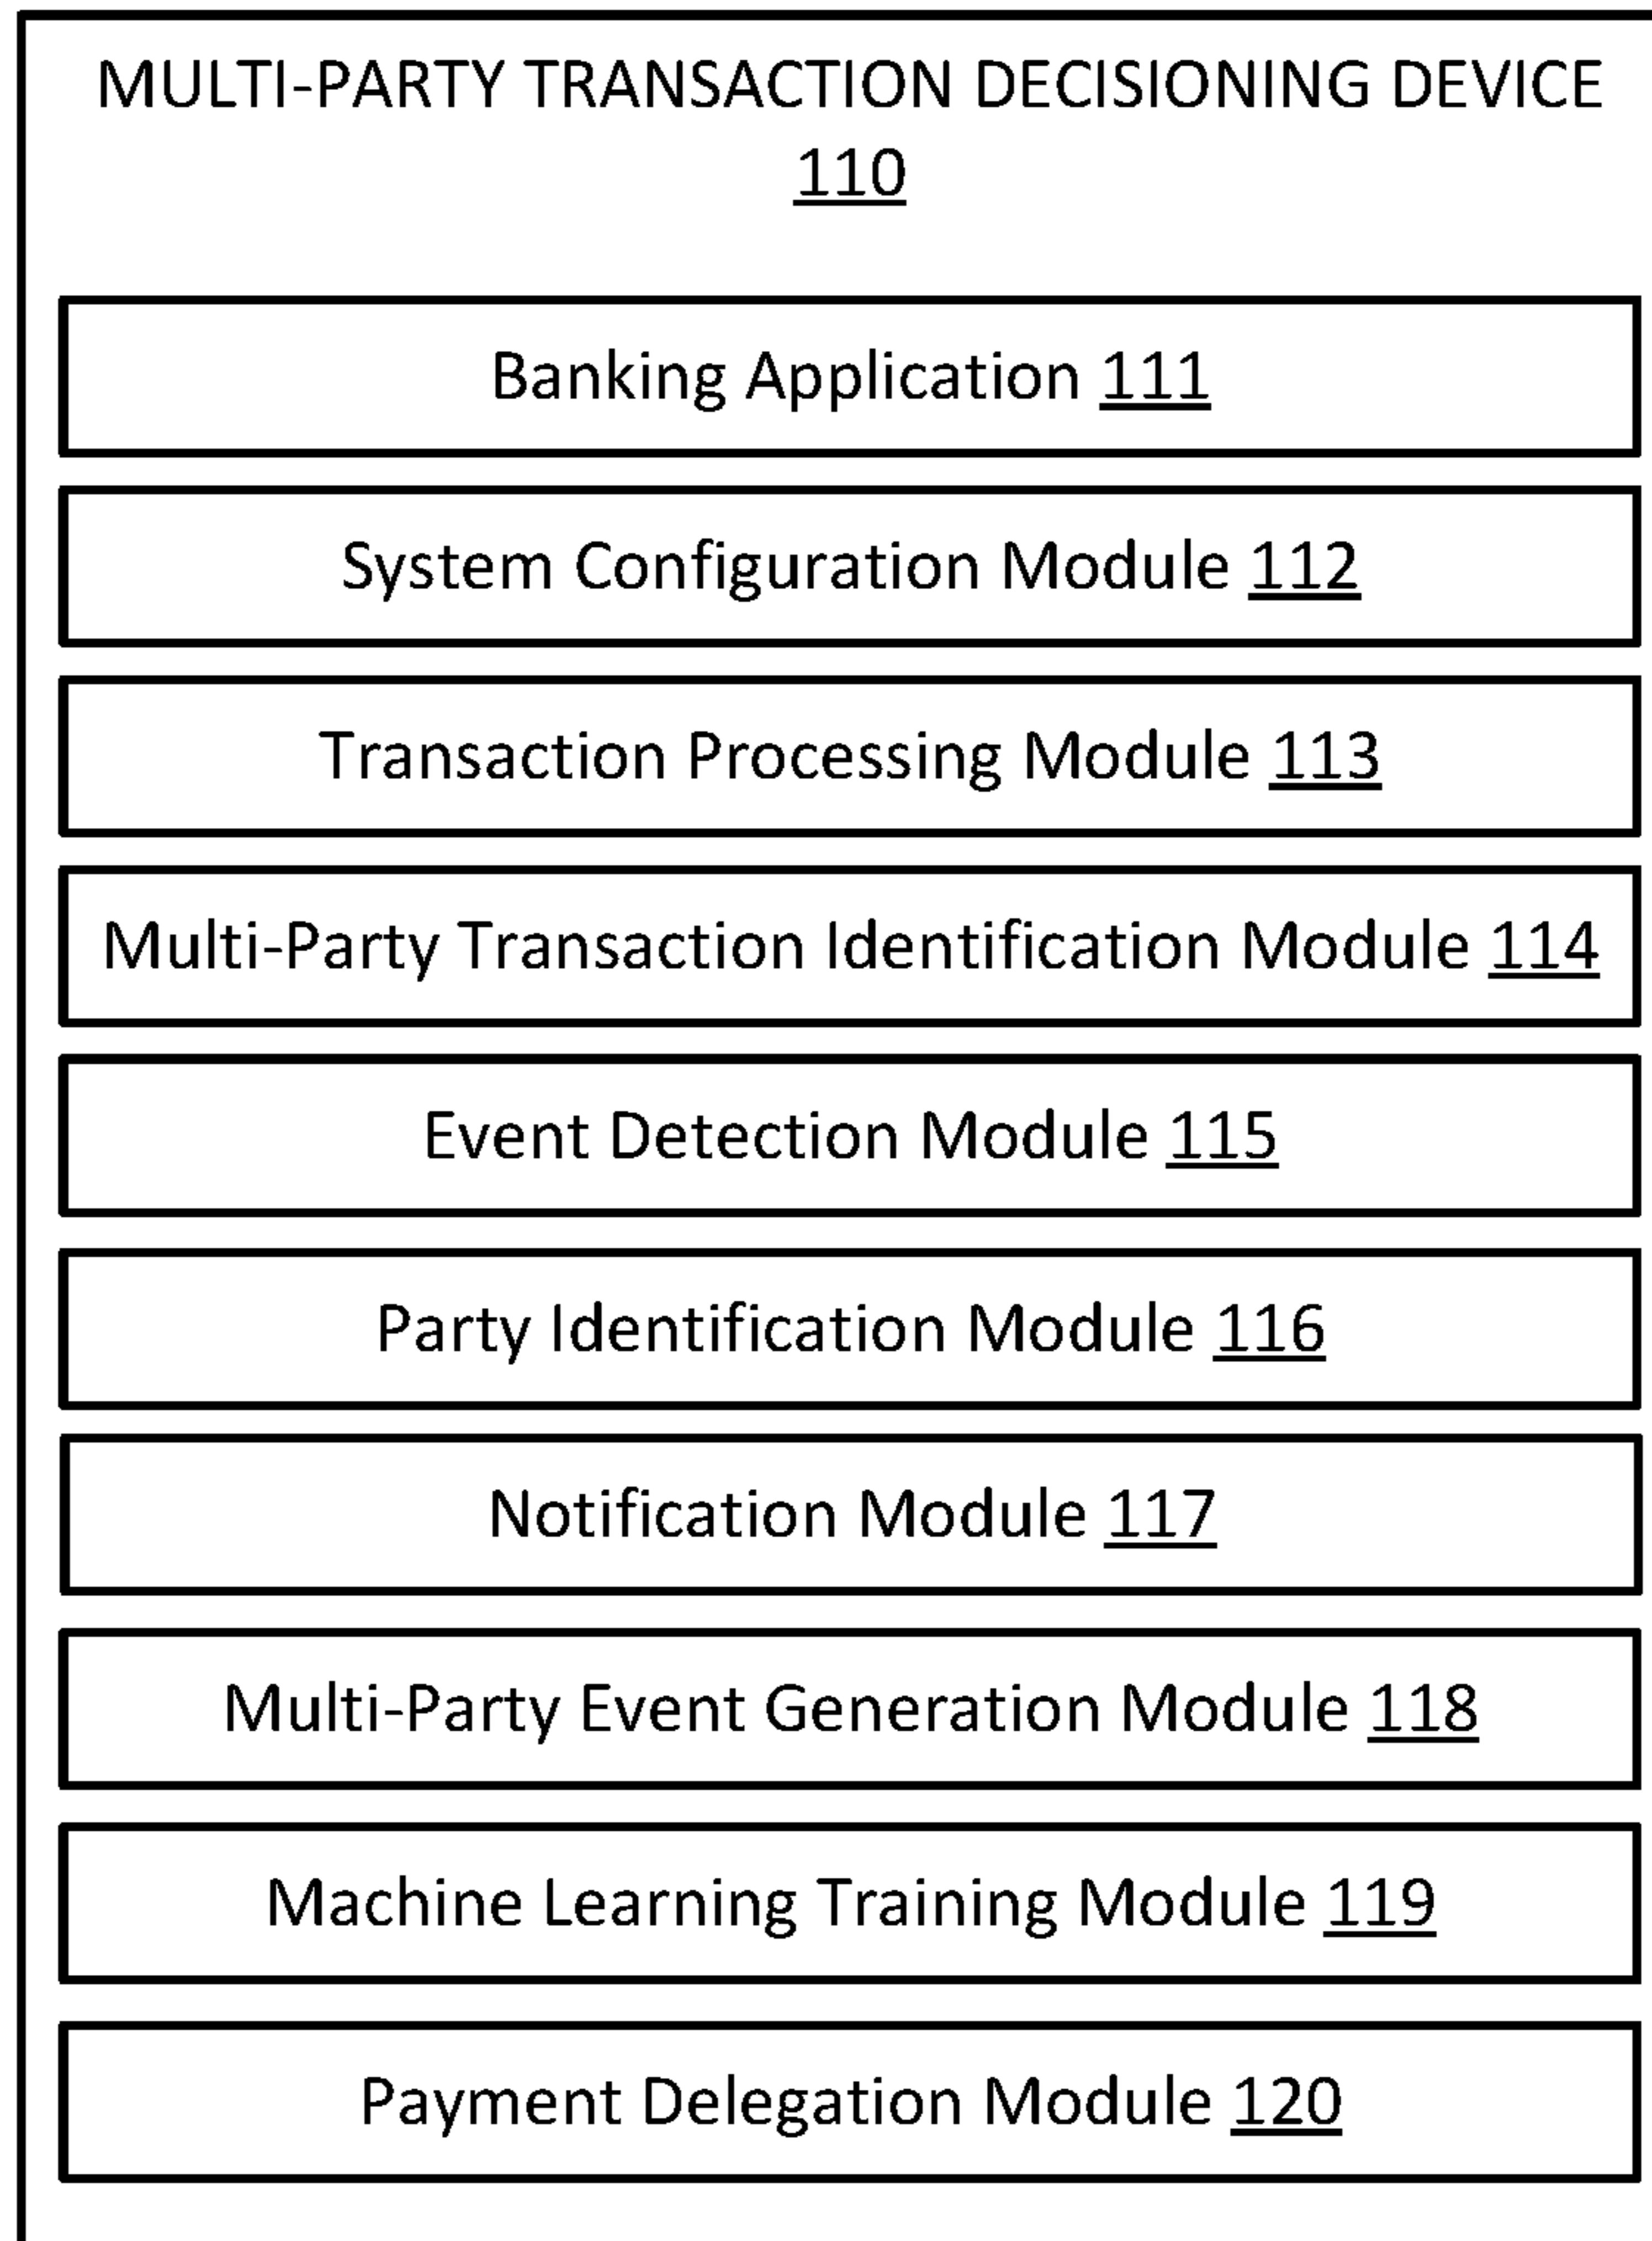 MULTI-PARTY TRANSACTION DECISIONING DEVICE
110
Banking Application 111
System Configuration Module 112
Transaction Processing Module 113
Multi-Party Transaction Identification Module 114
Event Detection Module 115
Party Identification Module 116
Notification Module 117
Multi-Party Event Generation Module 118
Machine Learning Training Module 119
Payment Delegation Module 120